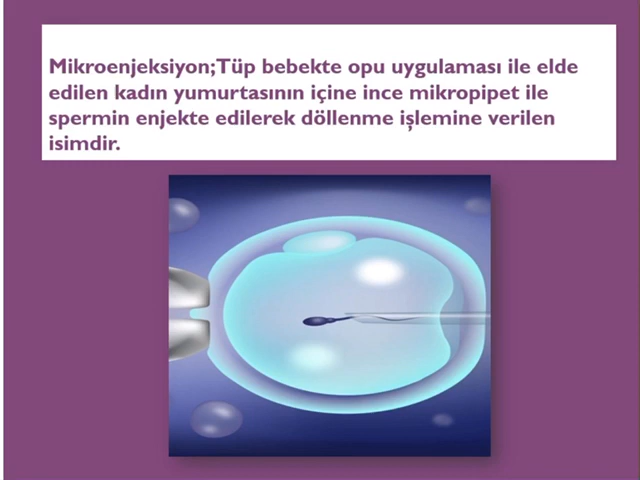 Mikroenjeksiyon;Tüp bebekte opu uygulaması ile elde
edilen kadın yumurtasının içine ince mikropipet ile
spermin enjekte edilerek döllenme işlemine verilen
isimdir.